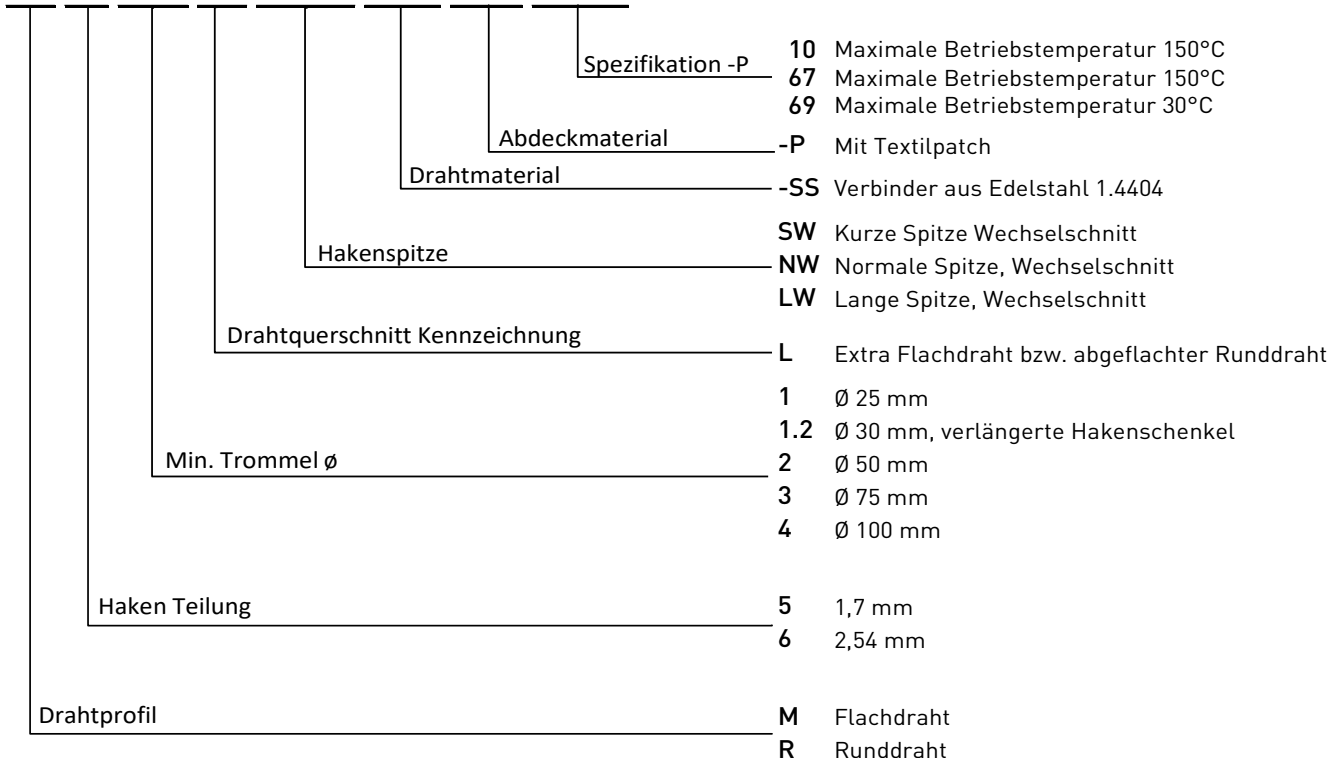 10 Maximale Betriebstemperatur 150°C
Spezifikation -P
67 Maximale Betriebstemperatur 150°C
69 Maximale Betriebstemperatur 30°C
Abdeckmaterial
-P Mit Textilpatch
Drahtmaterial
-SS Verbinder aus Edelstahl 1.4404
SW Kurze Spitze Wechselschnitt
Hakenspitze
NW Normale Spitze, Wechselschnitt
LW Lange Spitze, Wechselschnitt
Drahtquerschnitt Kennzeichnung
L Extra Flachdraht bzw. abgeflachter Runddraht
1 Ø 25 mm
1.2 Ø 30 mm, verlängerte Hakenschenkel
Min. Trommel ø
2 Ø 50 mm
3 Ø 75 mm
4 Ø 100 mm
Haken Teilung
5 1,7 mm
6 2,54 mm
Drahtprofil
M Flachdraht
R Runddraht